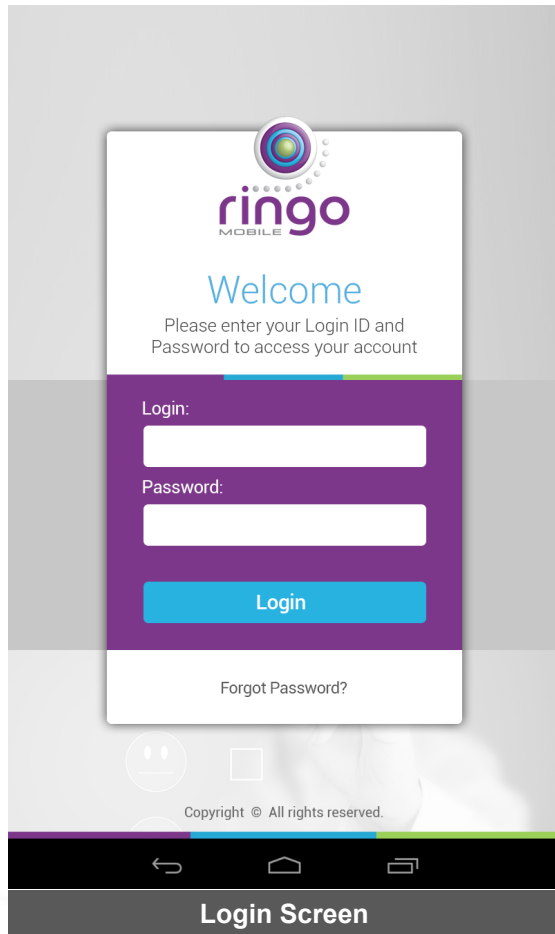 ringo
MOBILE
Welcome
Please enter your Login ID and
Password to access your account
Login:
Password:
Login
Forgot Password?
Copyright © All rights reserved.
Login Screen